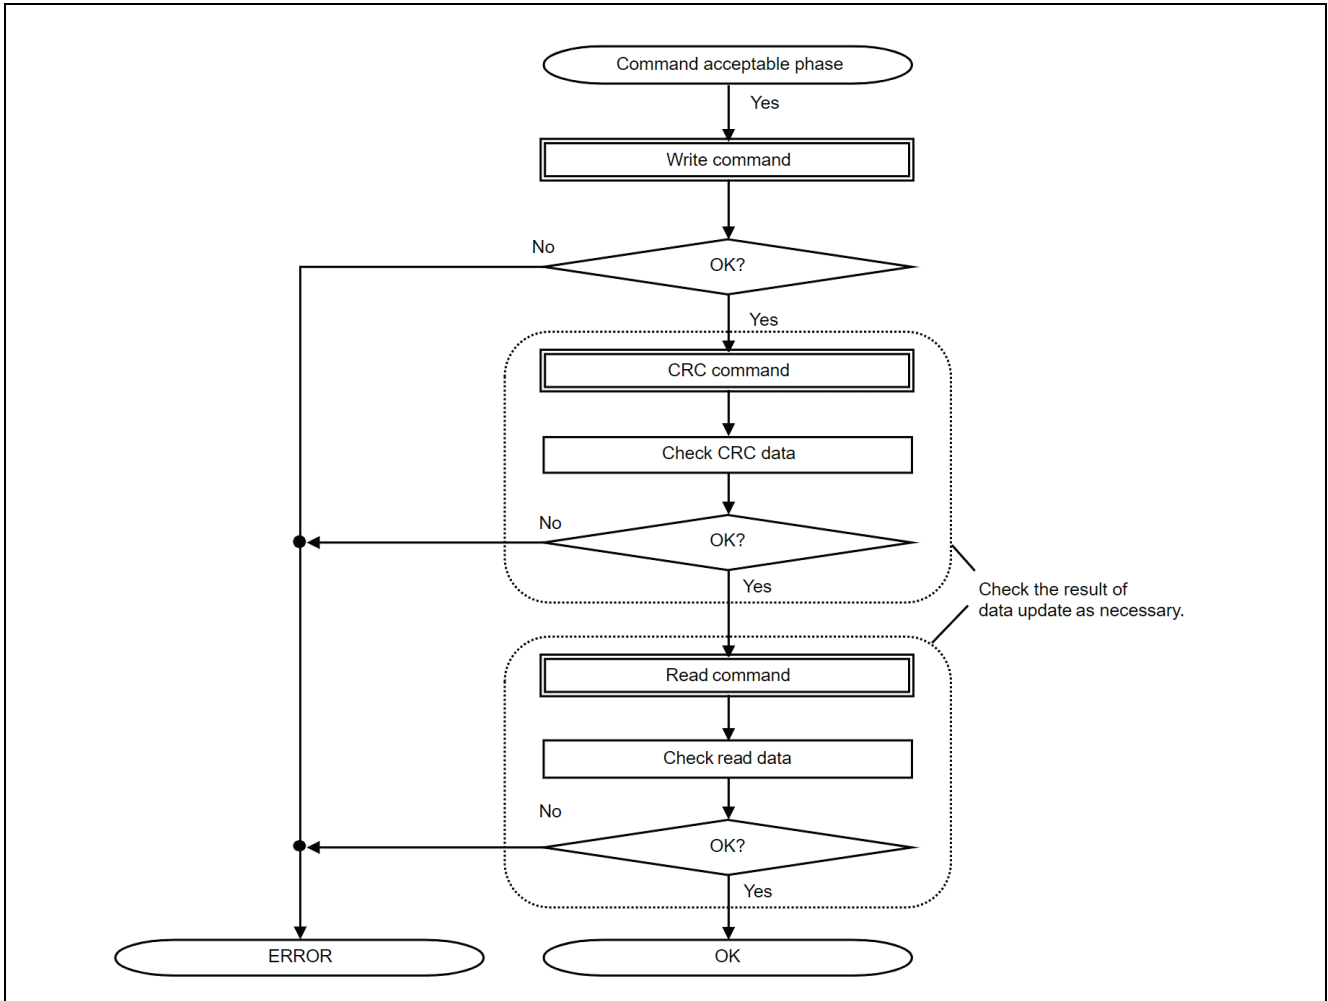 Command acceptable phase
Yes
Write command
No
OK?
Yes
CRC command
Check CRC data
No
OK?
Yes
Check the result of
data update as necessary.
Read command
Check read data
No
OK?
Yes
ERROR
OK